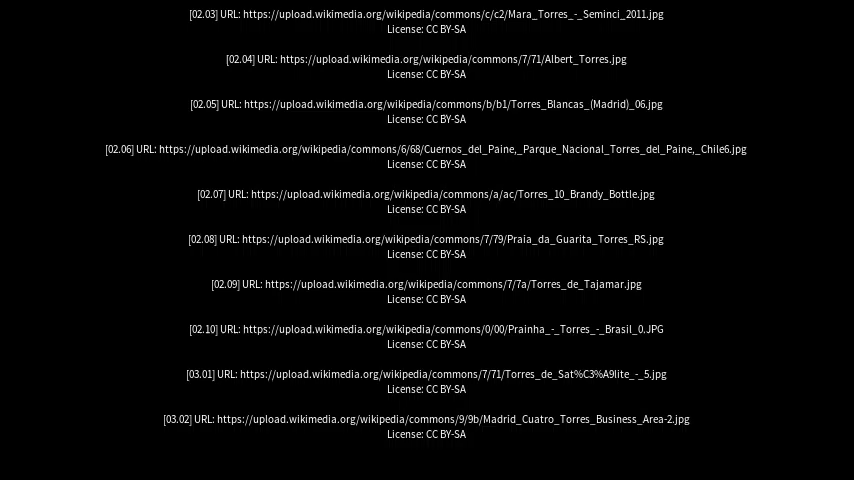 [02.03] URL: https://upload.wikimedia.org/wikipedia/commons/c/c2/Mara_Torres_-_Seminci_2011.jpg
License: CC BY-SA
[02.04] URL: https://upload.wikimedia.org/wikipedia/commons/7/71/Albert_Torres.jpg
License: CC BY-SA
[02.05] URL: https://upload.wikimedia.org/wikipedia/commons/b/b1/Torres_Blancas_(Madrid)_06.jpg
License: CC BY-SA
[02.06] URL: https://upload.wikimedia.org/wikipedia/commons/6/68/Cuernos_del_Paine,_Parque_Nacional_Torres_del_Paine,_Chile6.jpg
License: CC BY-SA
[02.07] URL: https://upload.wikimedia.org/wikipedia/commons/a/ac/Torres_10_Brandy_Bottle.jpg
License: CC BY-SA
[02.08] URL: https://upload.wikimedia.org/wikipedia/commons/7/79/Praia_da_Guarita_Torres_RS.jpg
License: CC BY-SA
[02.09] URL: https://upload.wikimedia.org/wikipedia/commons/7/7a/Torres_de_Tajamar.jpg
License: CC BY-SA
[02.10] URL: https://upload.wikimedia.org/wikipedia/commons/0/00/Prainha_-_Torres_-_Brasil_0.JPG
License: CC BY-SA
[03.01] URL: https://upload.wikimedia.org/wikipedia/commons/7/71/Torres_de_Sat%C3%A9lite_-_5.jpg
License: CC BY-SA
[03.02] URL: https://upload.wikimedia.org/wikipedia/commons/9/9b/Madrid_Cuatro_Torres_Business_Area-2.jpg
License: CC BY-SA